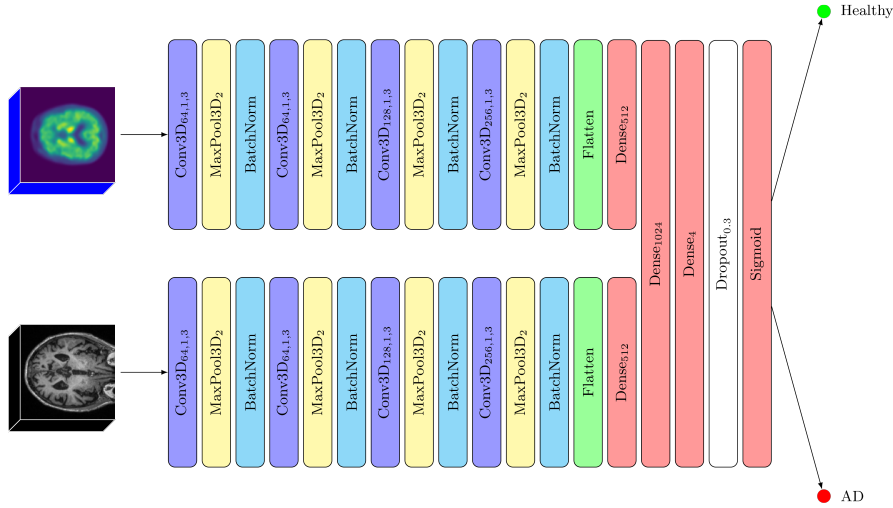 Healthy
Conv3D64,1,3
MaxPool3D2
BatchNorm
Conv3D64,1,3
MaxPool3D2
BatchNorm
Conv3D128,1,3
MaxPool3D2
BatchNorm
Conv3D256,1,3
MaxPool3D2
BatchNorm
Flatten
Dense512
Conv3D64,1,3
MaxPool3D2
BatchNorm
Conv3D64,1,3
MaxPool3D2
BatchNorm
Conv3D128,1,3
MaxPool3D2
BatchNorm
Conv3D256,1,3
MaxPool3D2
BatchNorm
Flatten
Dense512
Dense1024
Dense4
Dropout0.3
Sigmoid
AD